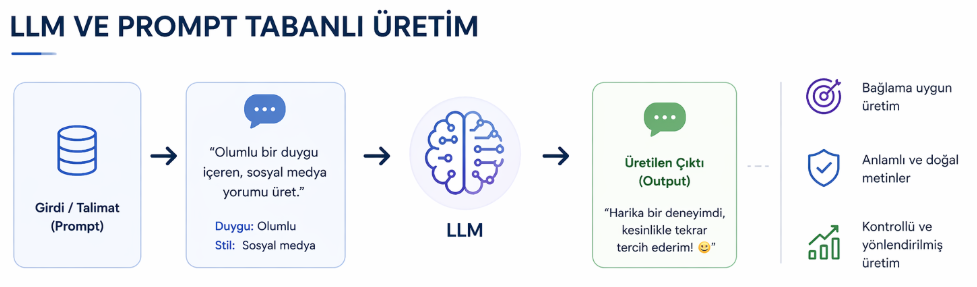 LLM VE PROMPT TABANLI ÜRETİM
Girdi / Talimat
(Prompt)
“Olumlu bir duygu
içeren, sosyal medya
yorumu üret.”
Duygu: Olumlu
Stil: Sosyal medya
LLM
Üretilen Çıktı
(Output)
“Harika bir deneyimdi,
kesinlikle tekrar
tercih ederim! 😄”
Bağlama uygun
üretim
Anlamlı ve doğal
metinler
Kontrollü ve
yönlendirilmiş
üretim